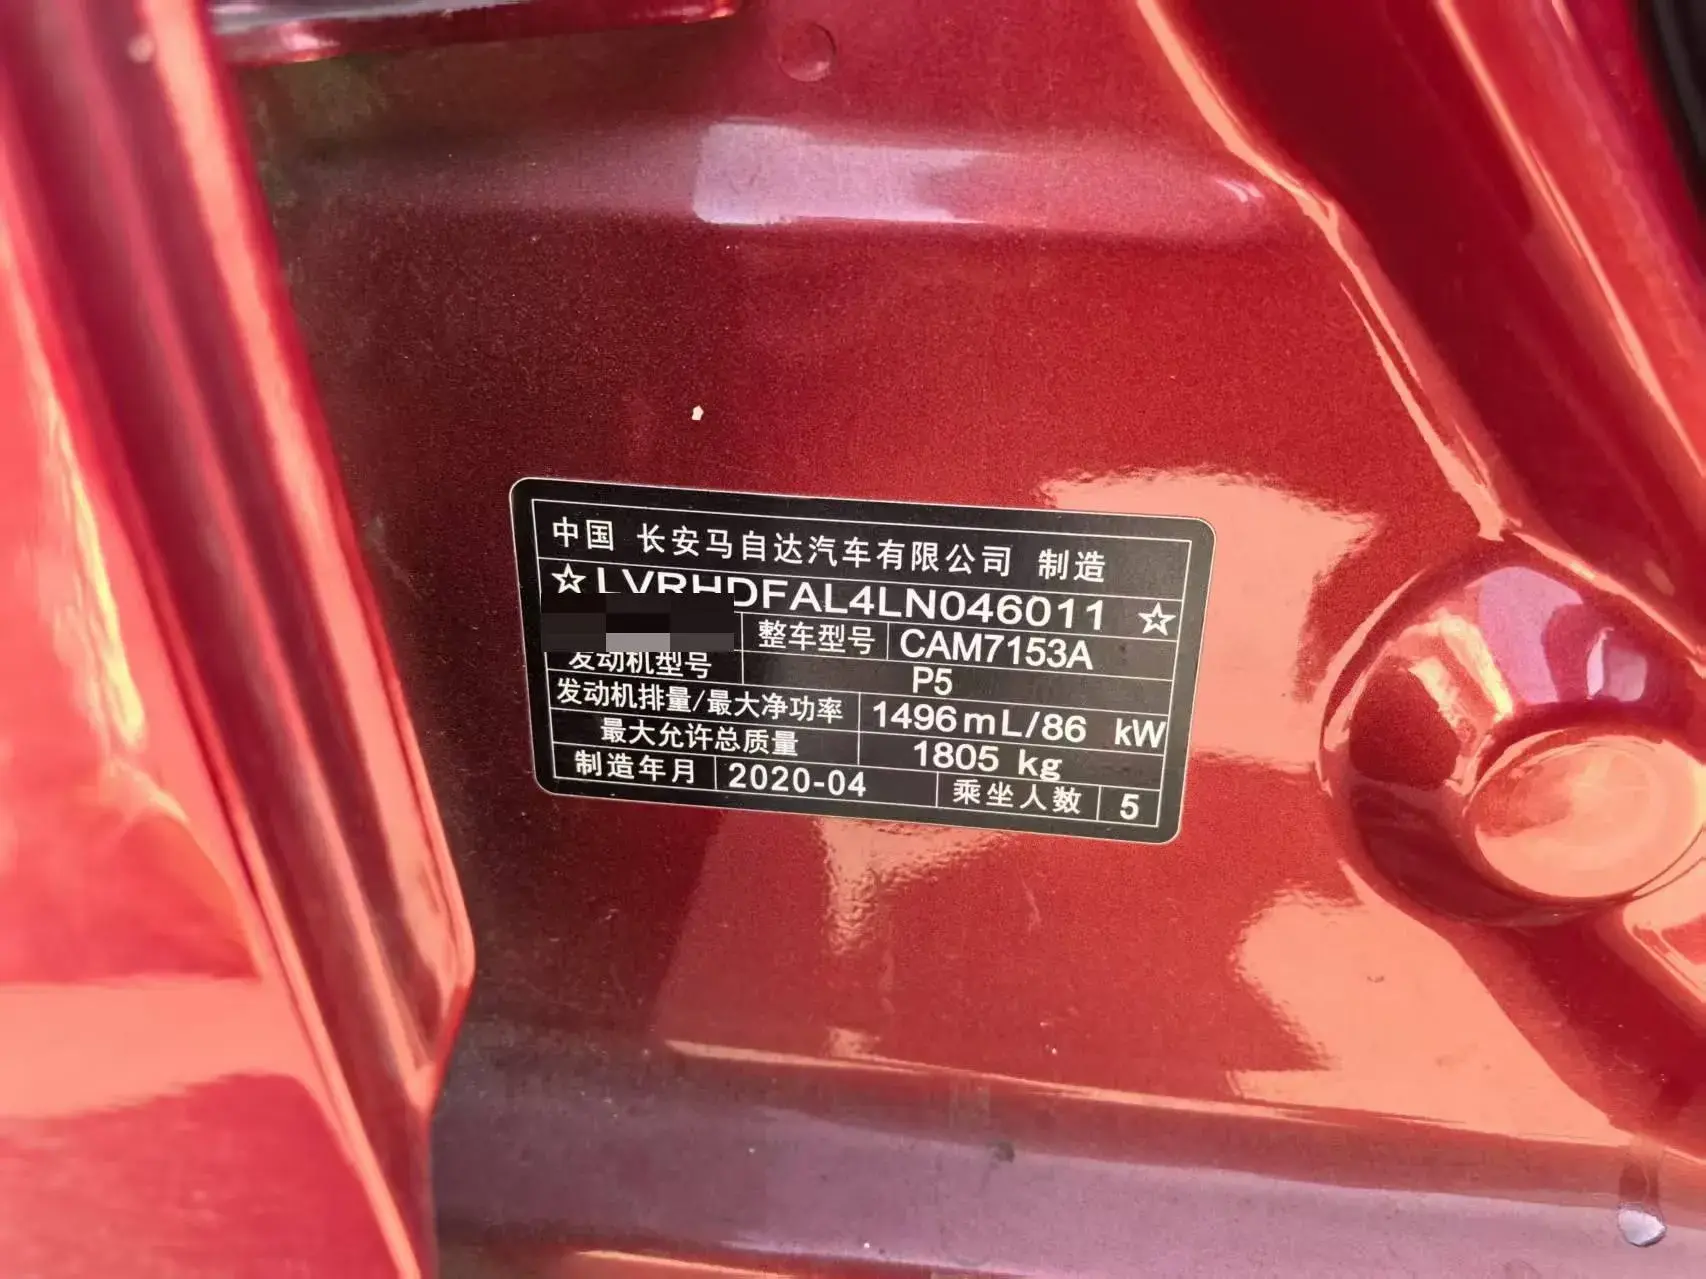 中国 长安马自达汽车有限公司 制造
☆LVRHDFAL4LN046011☆
整车型号 CAM7153A
发动机型号 P5
发动机排量/最大净功率 1496mL/86 kW
最大允许总质量 1805 kg
制造年月 2020-04 乘坐人数 5